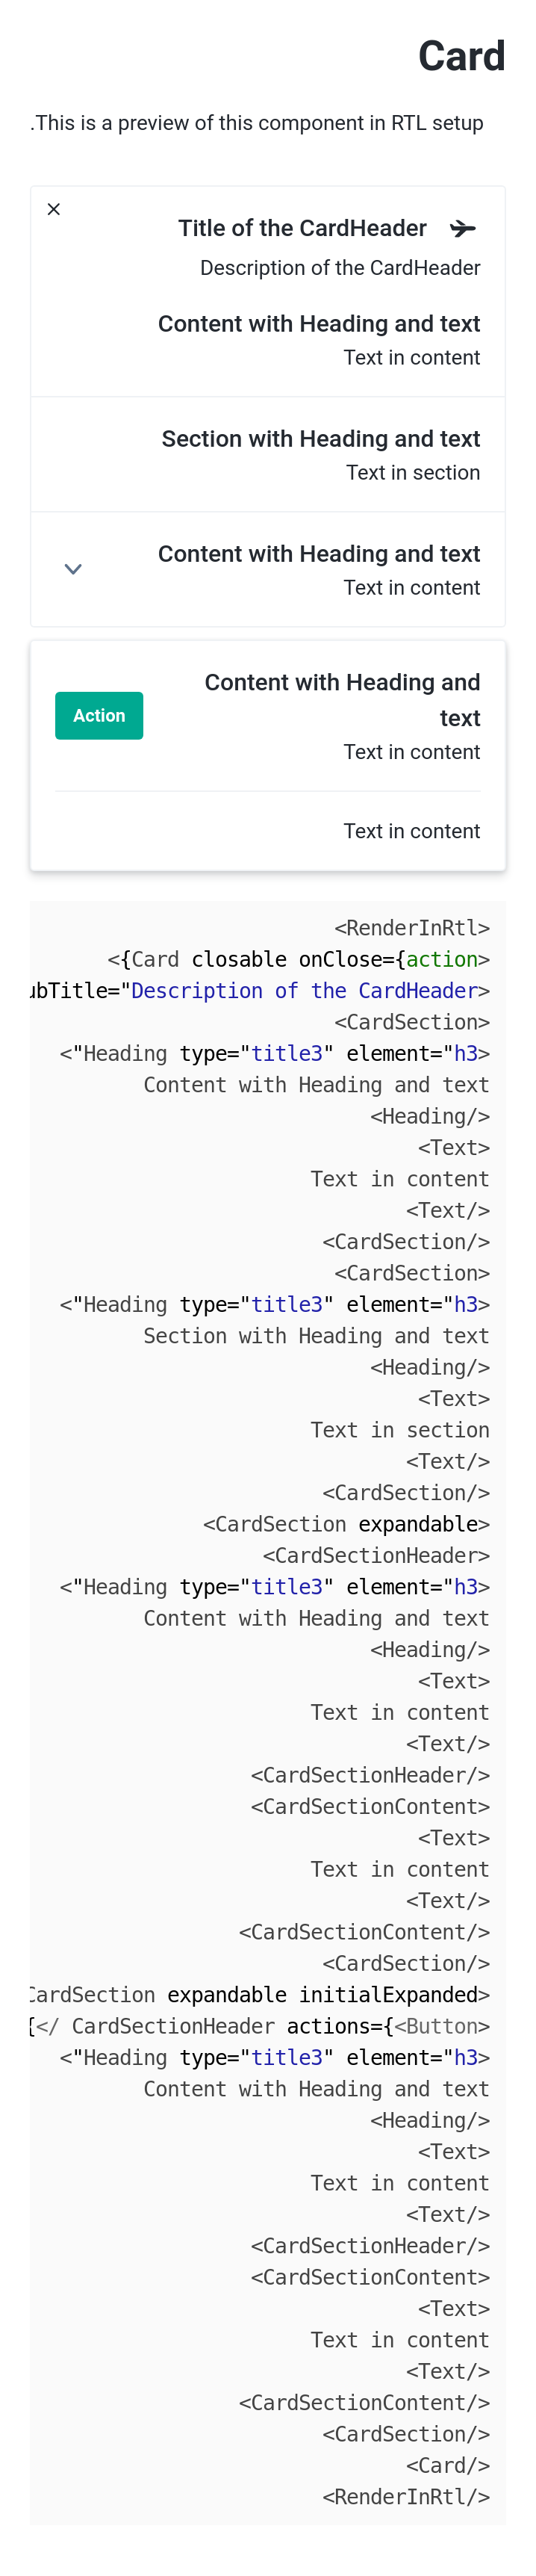 Card
.This is a preview of this component in RTL setup
Title of the CardHeader
Description of the CardHeader
Content with Heading and text
Text in content
Section with Heading and text
Text in section
Content with Heading and text
Text in content
Content with Heading and
text
Action
Text in content
Text in content
<RenderInRtl>
<{Card closable onClose={action>
ubTitle="Description of the CardHeader>
<CardSection>
<"Heading type="title3" element="h3>
Content with Heading and text
<Heading/>
<Text>
Text in content
<Text/>
<CardSection/>
<CardSection>
<"Heading type="title3" element="h3>
Section with Heading and text
<Heading/>
<Text>
Text in section
<Text/>
<CardSection/>
<CardSection expandable>
<CardSectionHeader>
<"Heading type="title3" element="h3>
Content with Heading and text
<Heading/>
<Text>
Text in content
<Text/>
<CardSectionHeader/>
<CardSectionContent>
<Text>
Text in content
<Text/>
<CardSectionContent/>
<CardSection/>
CardSection expandable initialExpanded>
{</ CardSectionHeader actions={<Button>
<"Heading type="title3" element="h3>
Content with Heading and text
<Heading/>
<Text>
Text in content
<Text/>
<CardSectionHeader/>
<CardSectionContent>
<Text>
Text in content
<Text/>
<CardSectionContent/>
<CardSection/>
<Card/>
<RenderInRtl/>